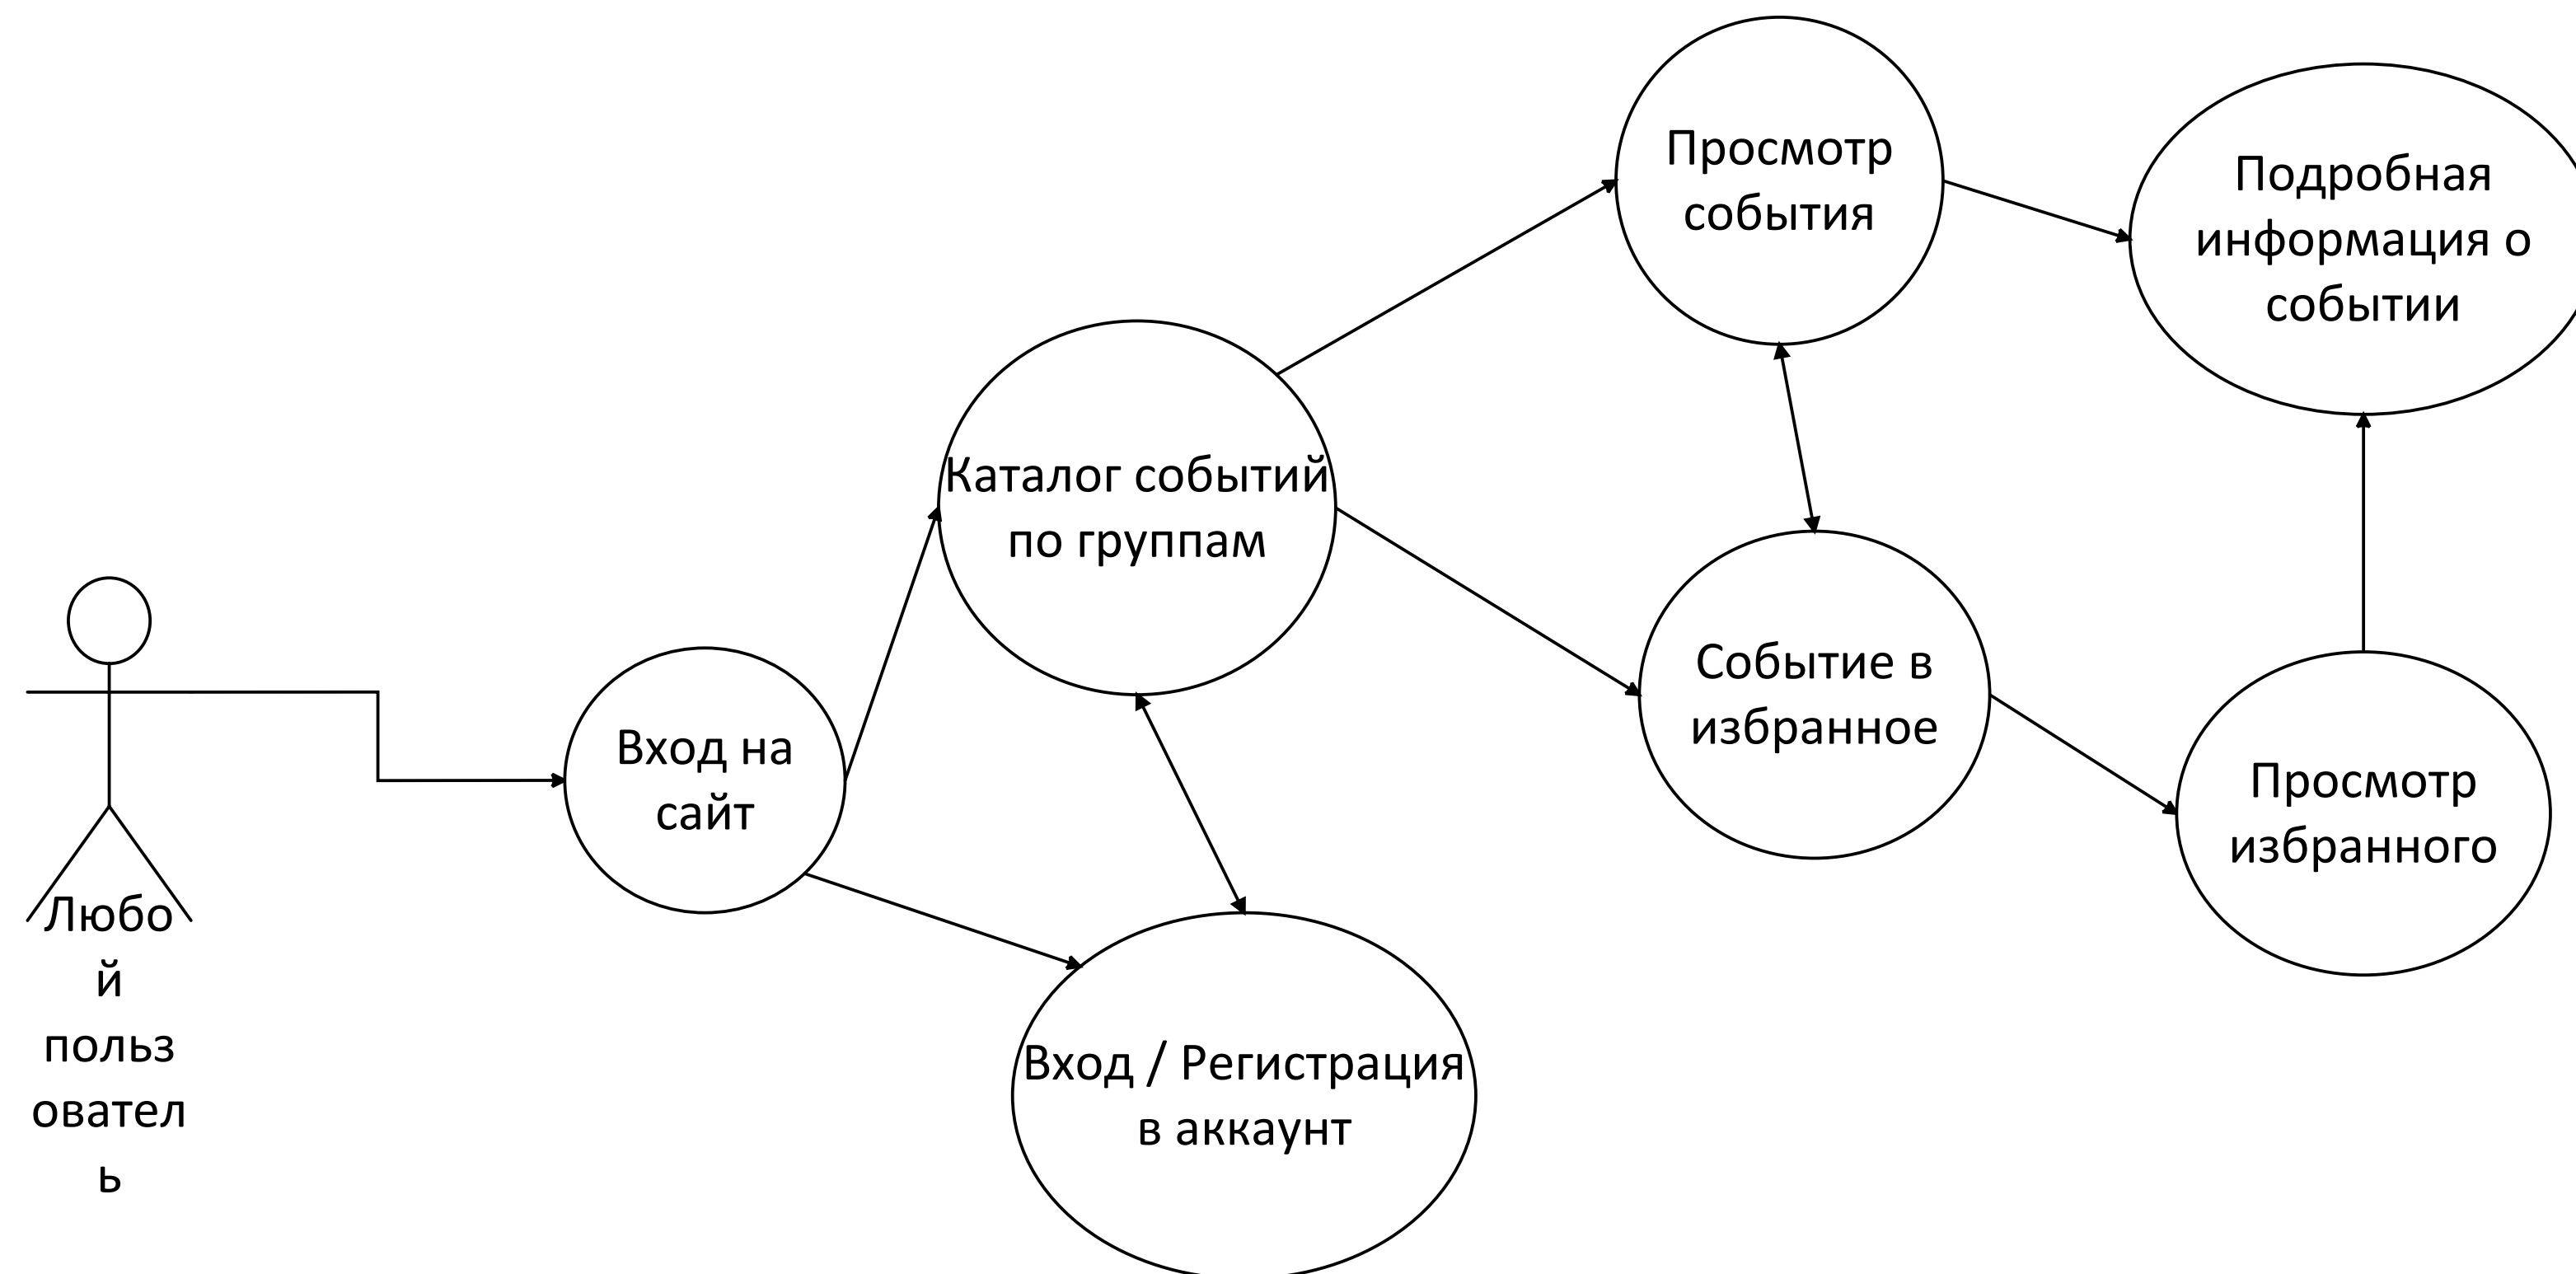 Просмотр
события
Подробная
информация о
событии
Каталог событий
по группам
Событие в
избранное
Вход на
сайт
Просмотр
избранного
Любо
й
польз
овател
ь
Вход / Регистрация
в аккаунт